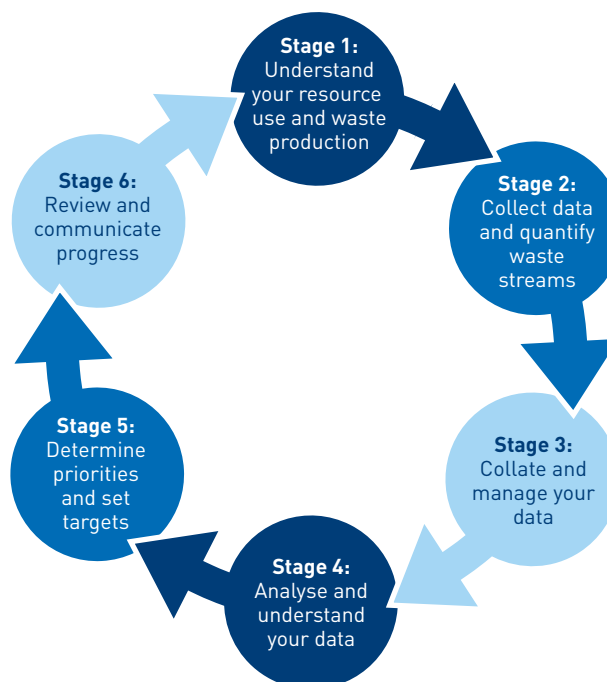 Stage 1:
Understand
your resource
use and waste
production
Stage 2:
Collect data
and quantify
waste
streams
Stage 3:
Collate and
manage your
data
Stage 4:
Analyse and
understand
your data
Stage 5:
Determine
priorities
and set
targets
Stage 6:
Review and
communicate
progress